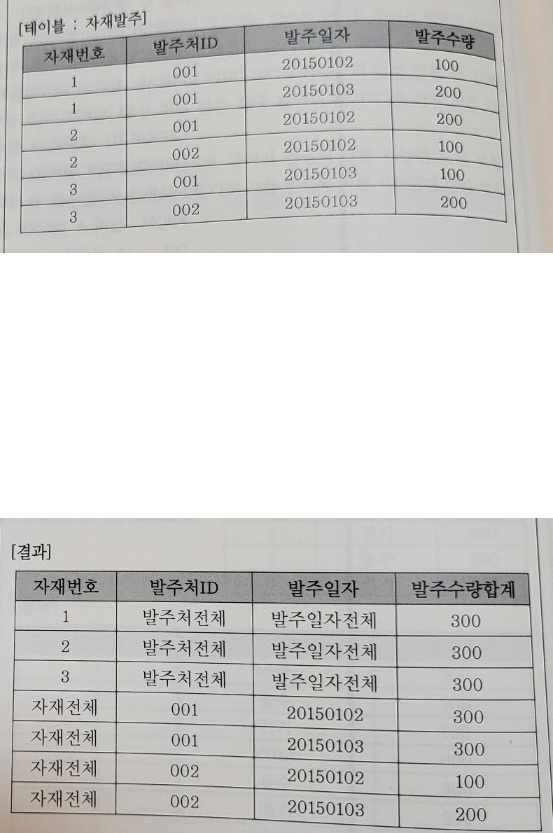 [테이블 : 자재발주]
자재번호 발주처ID 발주일자 발주수량
1 001 20150102 100
1 001 20150103 200
2 001 20150102 200
2 002 20150102 100
3 001 20150103 100
3 002 20150103 200
[결과]
자재번호 발주처ID 발주일자 발주수량합계
1 발주처전체 발주일자전체 300
2 발주처전체 발주일자전체 300
3 발주처전체 발주일자전체 300
자재전체 001 20150102 300
자재전체 001 20150103 300
자재전체 002 20150102 100
자재전체 002 20150103 200